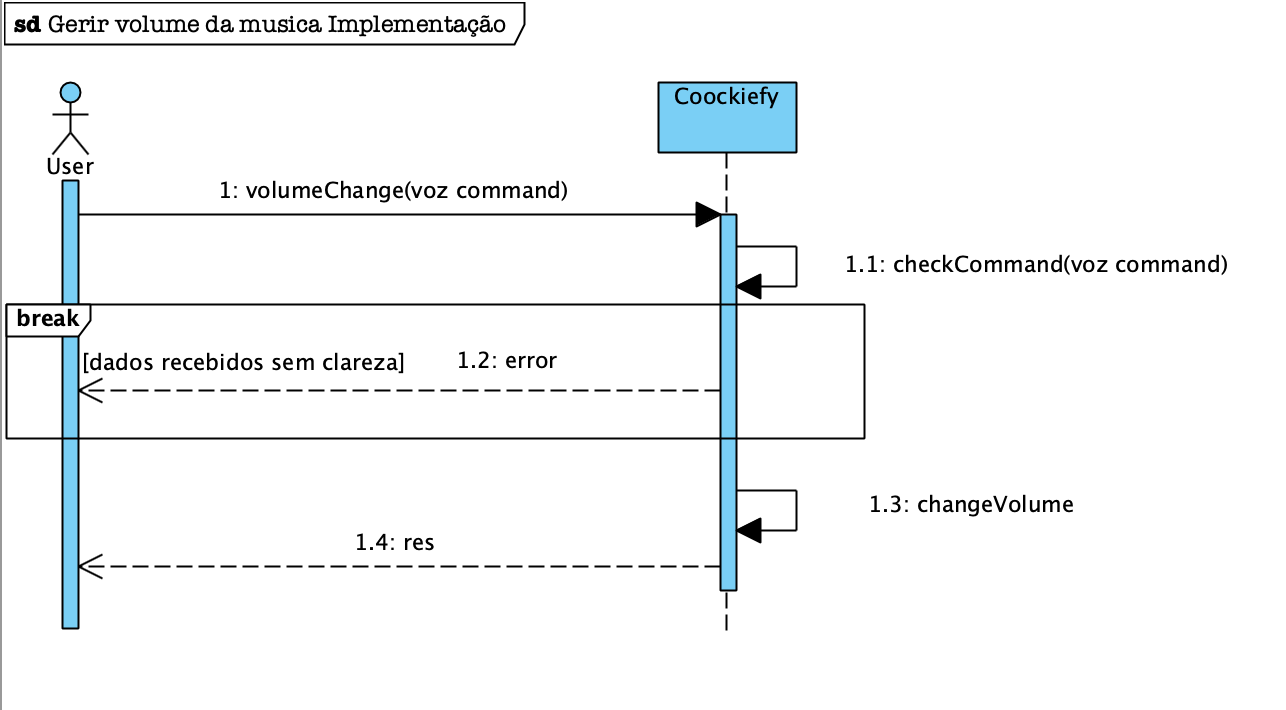 sd Gerir volume da musica Implementação
Coockiefy
User
1: volumeChange(voz command)
1.1: checkCommand(voz command)
break
[dados recebidos sem clareza]
1.2: error
1.3: changeVolume
1.4: res